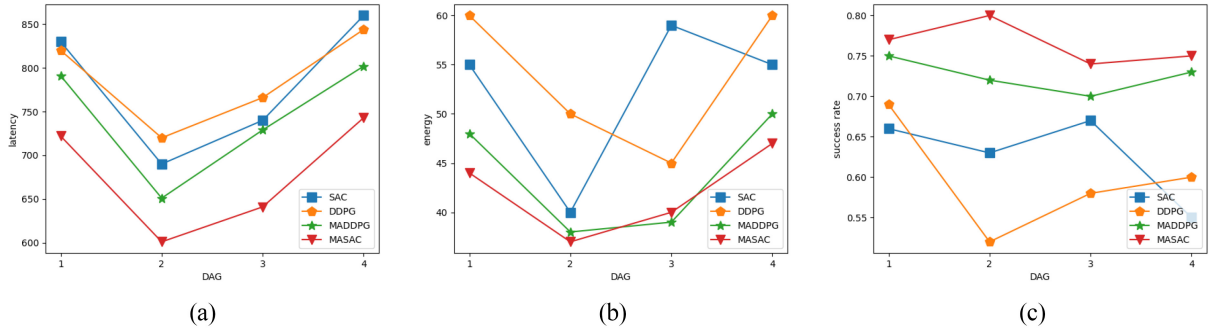 850
800
750
700
650
600
latency
1 2 3 4
DAG
SAC
DDPG
MADDPG
MASAC
(a)
60
55
50
45
40
energy
1 2 3 4
DAG
SAC
DDPG
MADDPG
MASAC
(b)
0.80
0.75
0.70
0.65
0.60
0.55
success rate
1 2 3 4
DAG
SAC
DDPG
MADDPG
MASAC
(c)